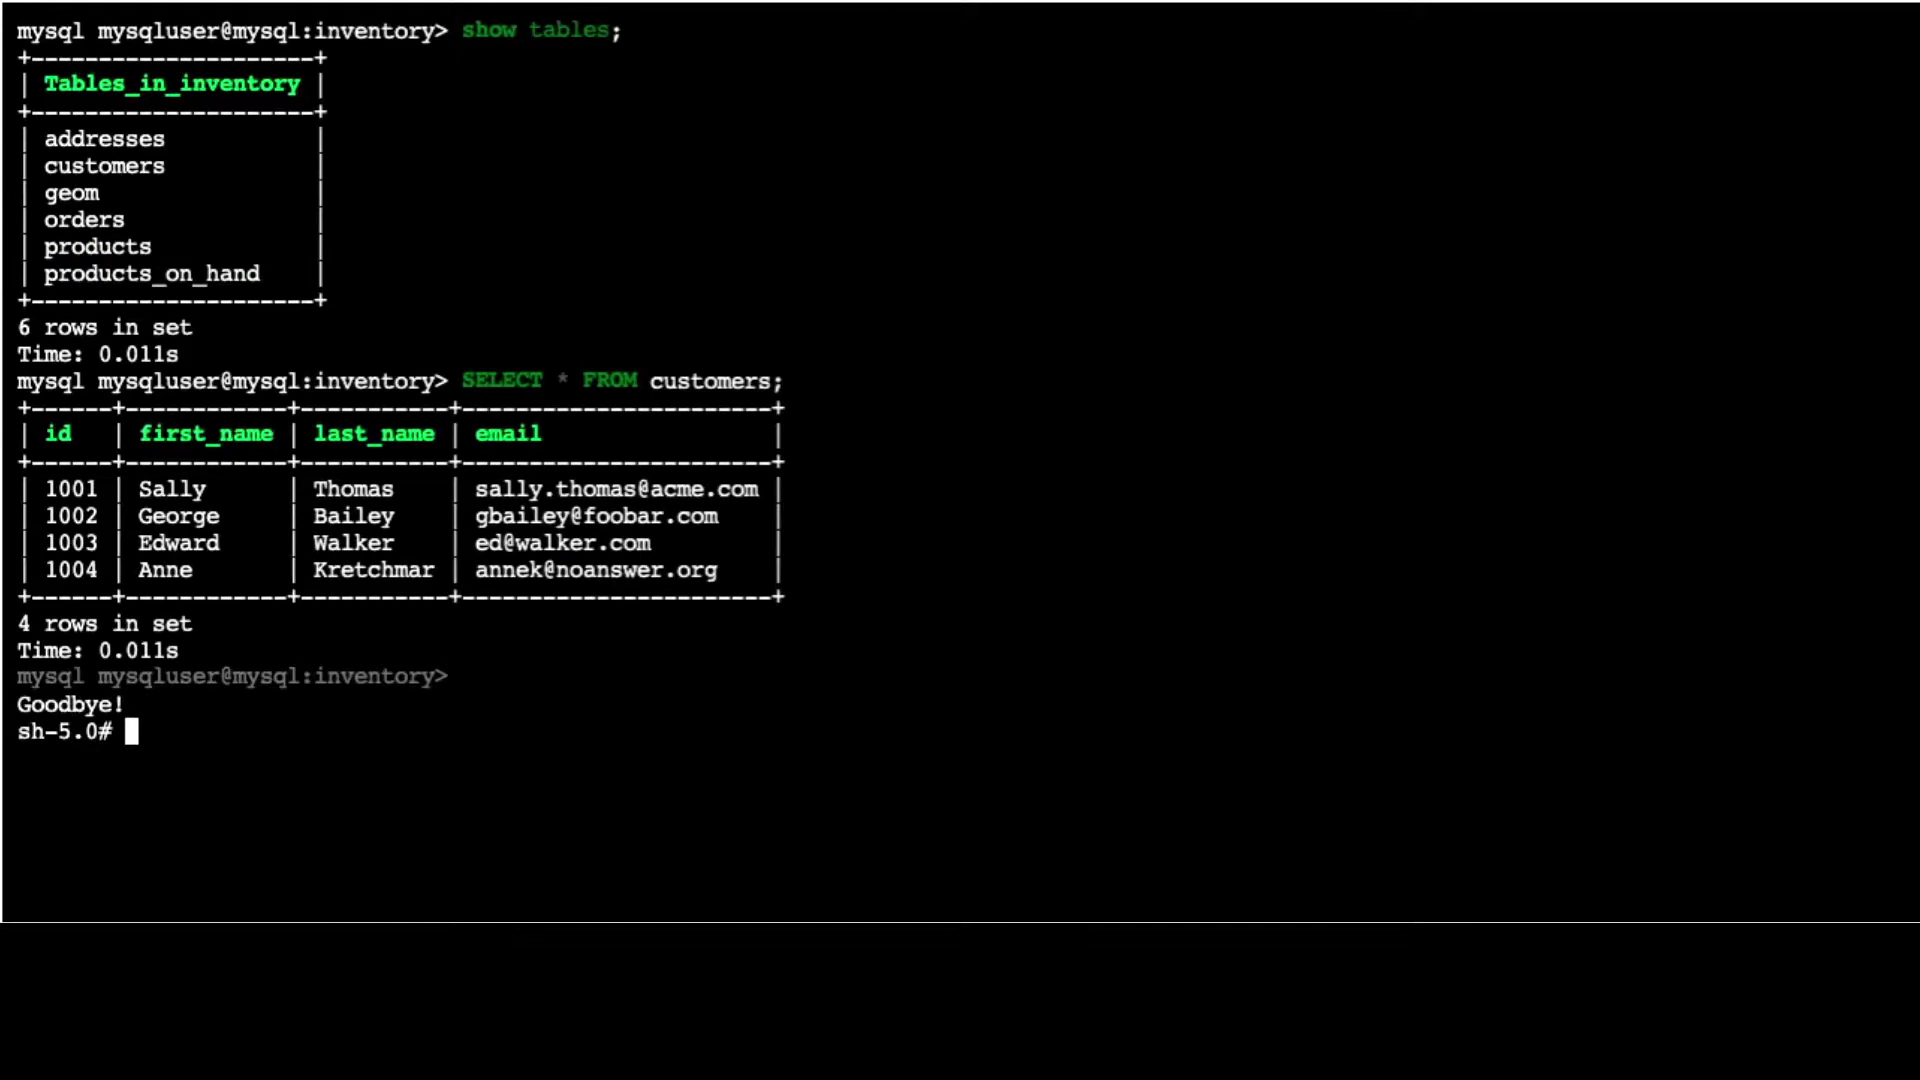 mysql mysqluser@mysql:inventory> show tables;
+---------------------+
| Tables_in_inventory |
+---------------------+
| addresses           |
| customers           |
| geom                |
| orders              |
| products            |
| products_on_hand    |
+---------------------+
6 rows in set
Time: 0.011s
mysql mysqluser@mysql:inventory> SELECT * FROM customers;
+------+------------+-----------+-----------------------+
| id   | first_name | last_name | email                 |
+------+------------+-----------+-----------------------+
| 1001 | Sally      | Thomas    | sally.thomas@acme.com |
| 1002 | George     | Bailey    | gbailey@foobar.com    |
| 1003 | Edward     | Walker    | ed@walker.com         |
| 1004 | Anne       | Kretchmar | annek@noanswer.org    |
+------+------------+-----------+-----------------------+
4 rows in set
Time: 0.011s
mysql mysqluser@mysql:inventory>
Goodbye!
sh-5.0#